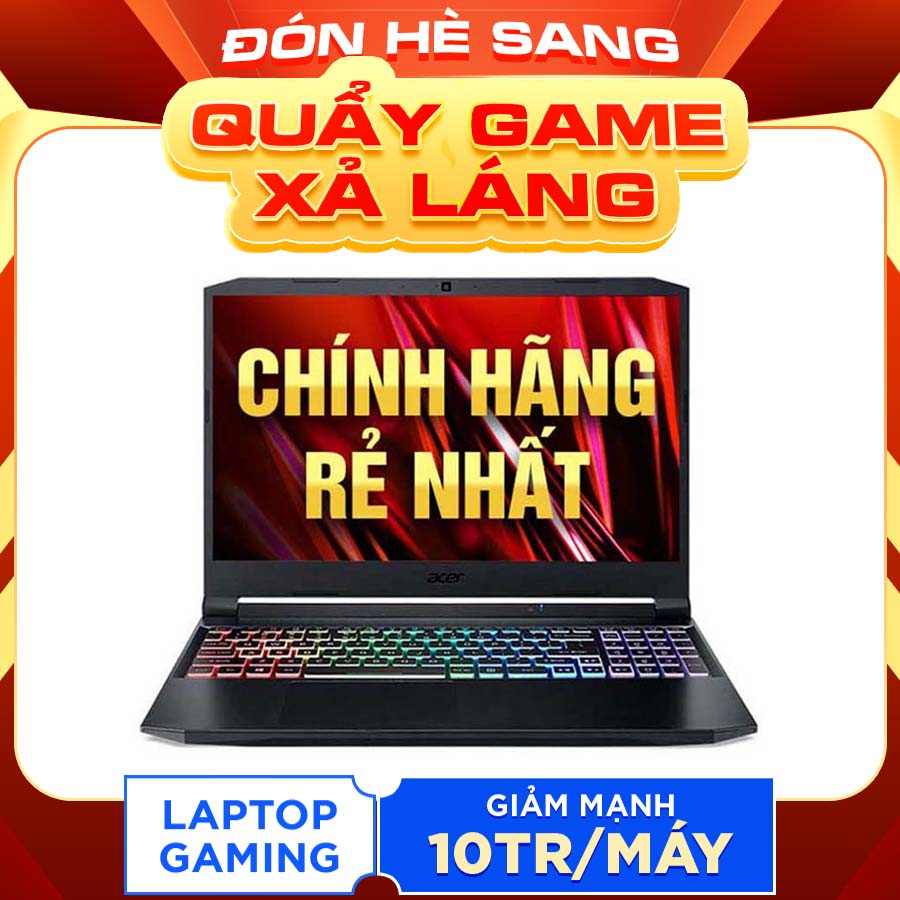 ĐÓN HÈ SANG
QUẨY GAME
XẢ LÁNG
CHÍNH HÃNG
RẺ NHẤT
acer
LAPTOP
GAMING
GIẢM MẠNH
10TR/MÁY